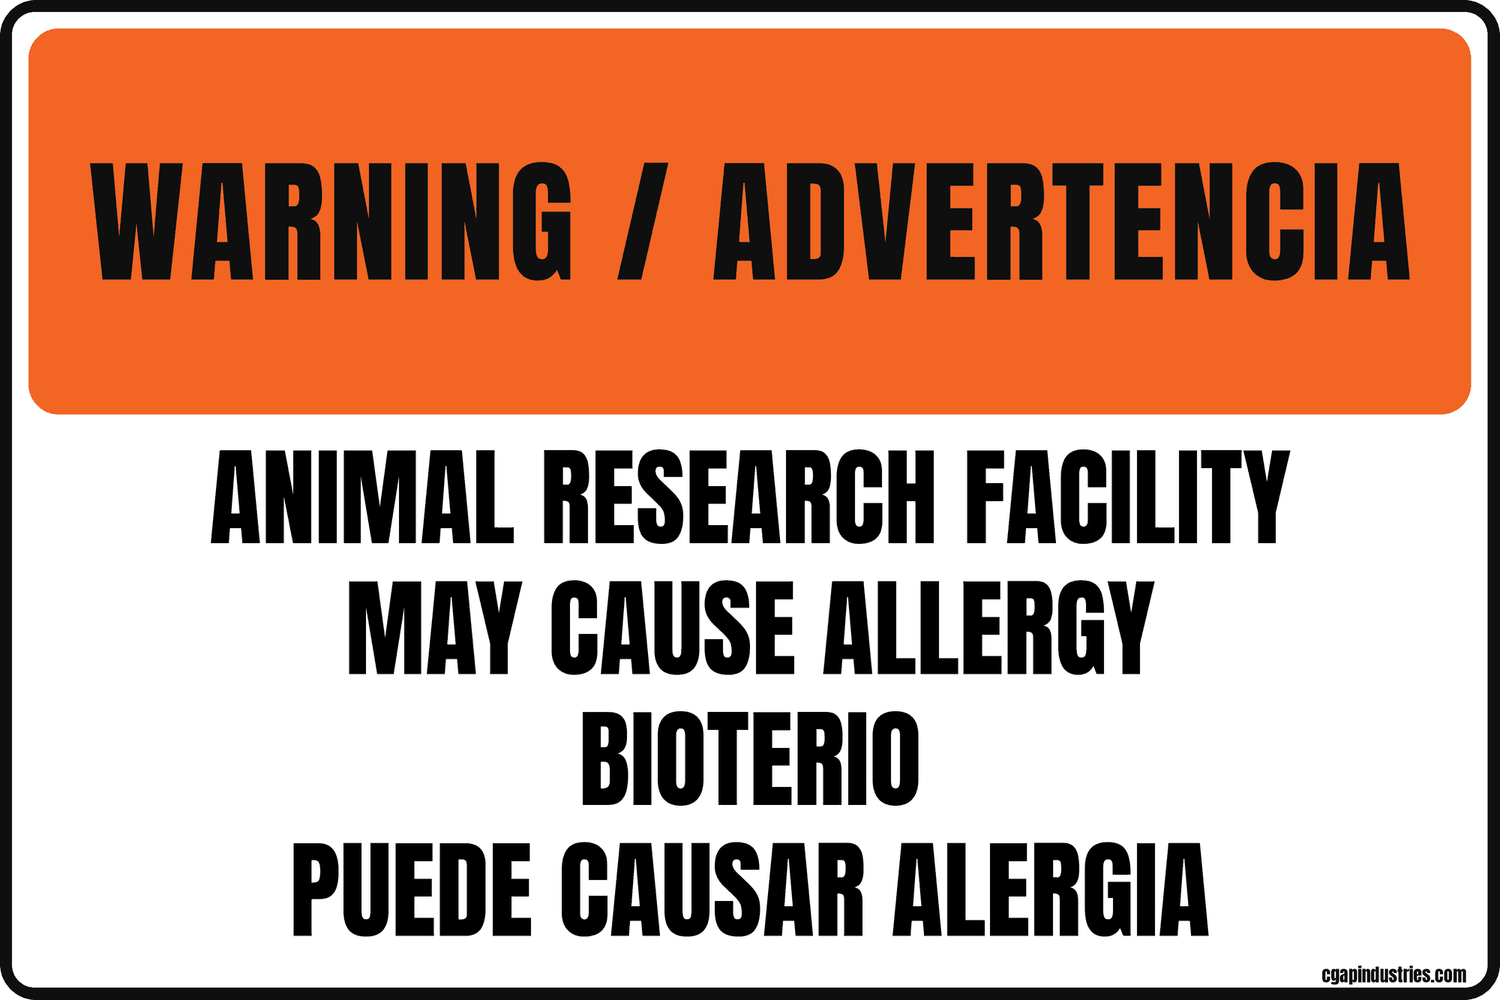 WARNING / ADVERTENCIA
ANIMAL RESEARCH FACILITY
MAY CAUSE ALLERGY
BIOTERIO
PUEDE CAUSAR ALERGIA
cgapindustries.com